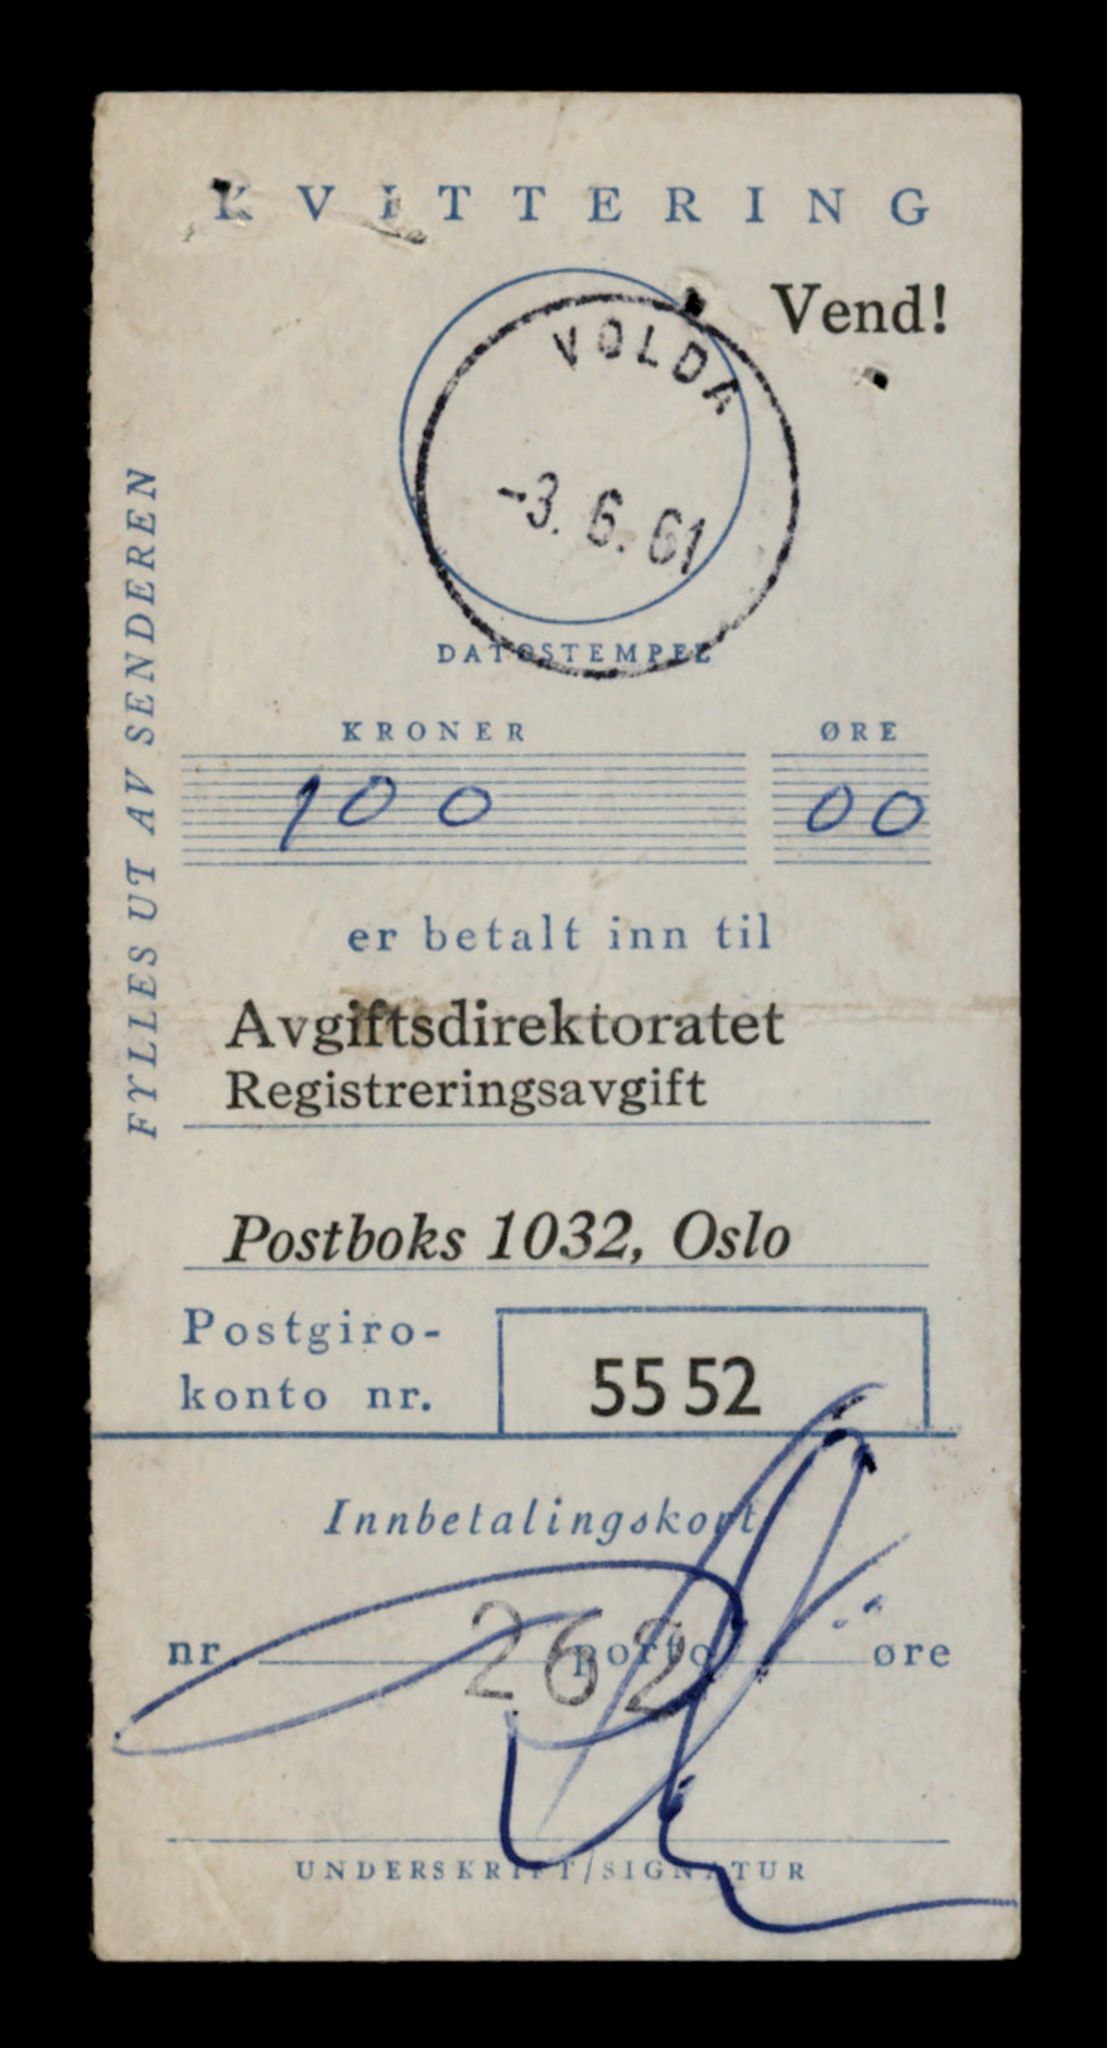 KVITTERING
Vend!
VOLDA
-3.6.61
DATOSTEMPEL
KRONER ØRE
100 00
er betalt inn til
Avgiftsdirektoratet
Registreringsavgift
Postboks 1032, Oslo
Postgiro-
konto nr. 55 52
Innbetalingskort
nr. 262 porto øre
UNDERSKRIFT/SIGNATUR
FYLLES UT AV SENDEREN